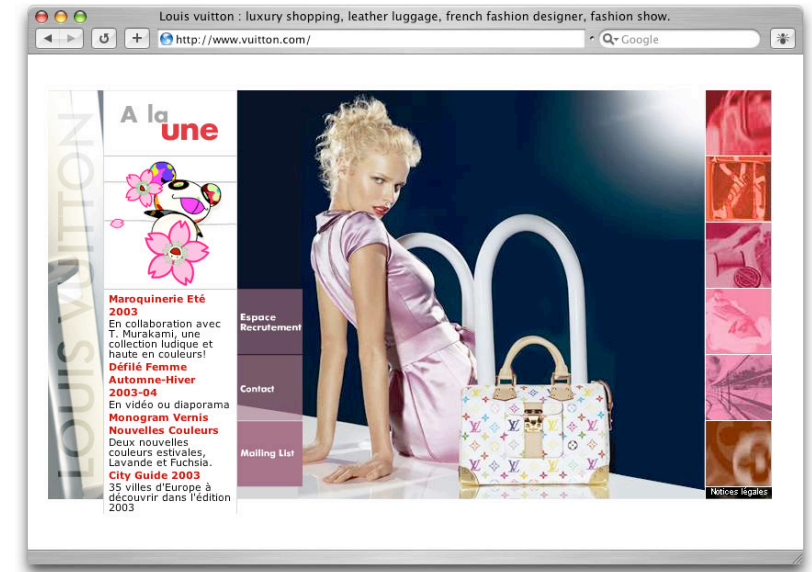 Louis vuitton : luxury shopping, leather luggage, french fashion designer, fashion show.
http://www.vuitton.com/
Google
LOUIS VUITTON
A la
une
Maroquinerie Eté
2003
En collaboration avec
T. Murakami, une
collection ludique et
haute en couleurs!
Défilé Femme
Automne-Hiver
2003-04
En vidéo ou diaporama
Monogram Vernis
Nouvelles Couleurs
Deux nouvelles
couleurs estivales,
Lavande et Fuchsia.
City Guide 2003
35 villes d'Europe à
découvrir dans l'édition
2003
Espace
Recrutement
Contact
Mailing List
Notices légales